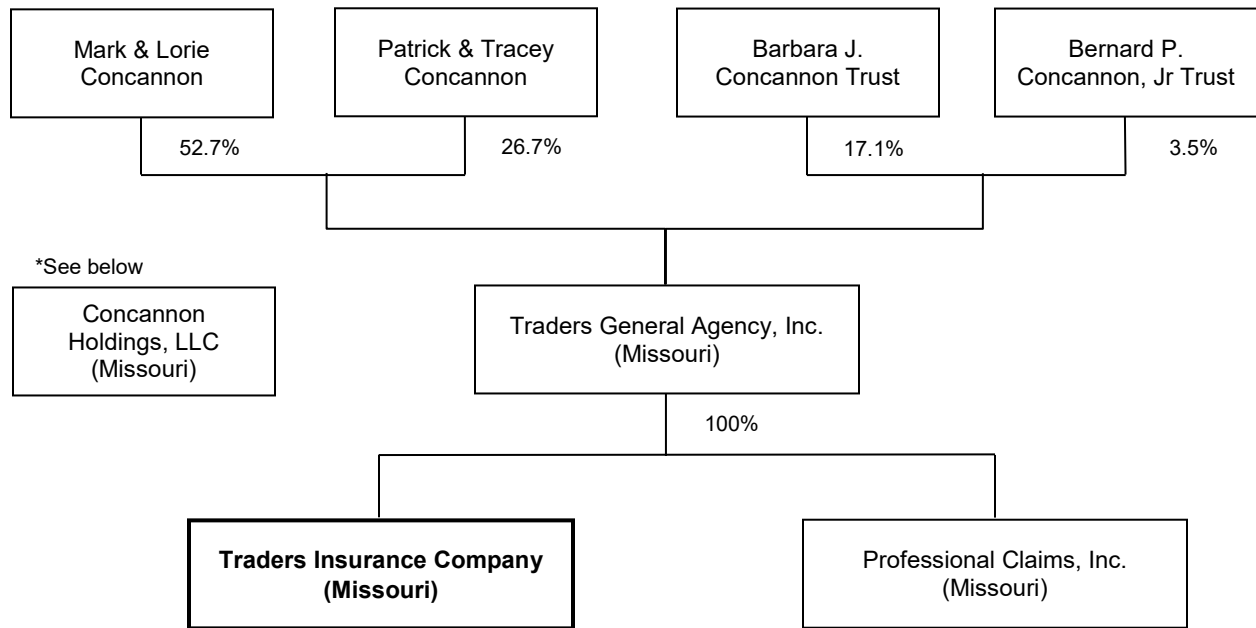 Mark & Lorie
Concannon
Patrick & Tracey
Concannon
Barbara J.
Concannon Trust
Bernard P.
Concannon, Jr Trust
52.7%
26.7%
17.1%
3.5%
*See below
Concannon
Holdings, LLC
(Missouri)
Traders General Agency, Inc.
(Missouri)
100%
Traders Insurance Company
(Missouri)
Professional Claims, Inc.
(Missouri)